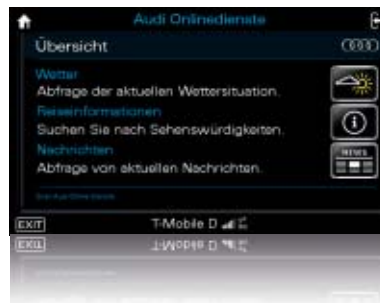 Audi Onlinedienste
Übersicht
Wetter
Abfrage der aktuellen Wettersituation.
Reiseinformationen
Suchen Sie nach Sehenswürdigkeiten.
Nachrichten
Abfrage von aktuellen Nachrichten.
NEWS
EXIT
T-Mobile D